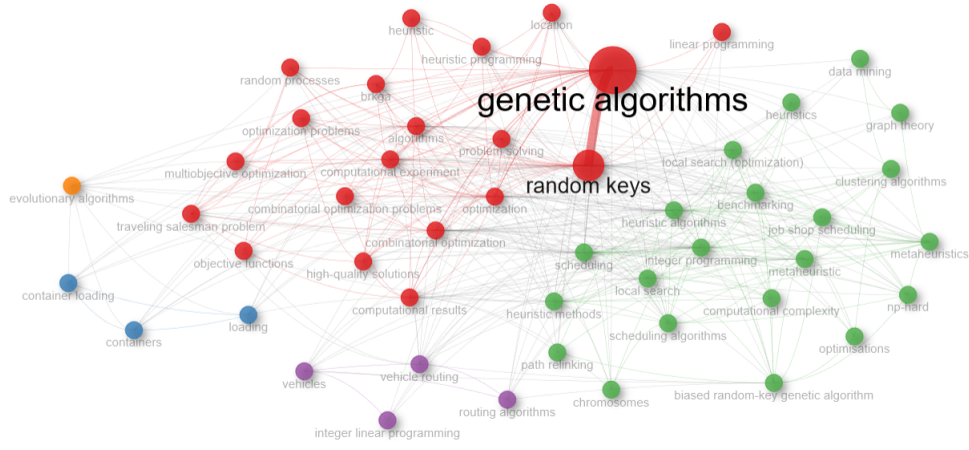 location
heuristic
linear programming
heuristic programming
data mining
random processes
brkga
genetic algorithms
heuristics
graph theory
optimization problems
algorithms
problem solving
local search (optimization)
multiobjective optimization
computational experiment
clustering algorithms
random keys
evolutionary algorithms
combinatorial optimization problems
optimization
benchmarking
traveling salesman problem
heuristic algorithms
job shop scheduling
combinatorial optimization
metaheuristics
objective functions
high-quality solutions
scheduling
integer programming
metaheuristic
container loading
local search
computational results
heuristic methods
computational complexity
np-hard
loading
containers
scheduling algorithms
optimisations
path relinking
vehicles
vehicle routing
biased random-key genetic algorithm
chromosomes
routing algorithms
integer linear programming